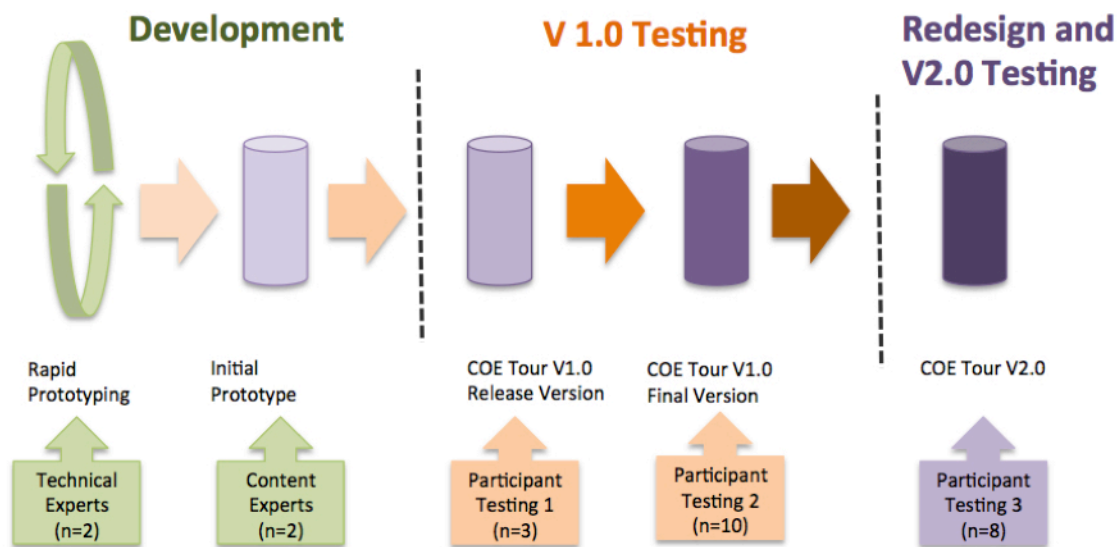 Development
V 1.0 Testing
Redesign and
V2.0 Testing
Rapid
Prototyping
Initial
Prototype
COE Tour V1.0
Release Version
COE Tour V1.0
Final Version
COE Tour V2.0
Technical
Experts
(n=2)
Content
Experts
(n=2)
Participant
Testing 1
(n=3)
Participant
Testing 2
(n=10)
Participant
Testing 3
(n=8)